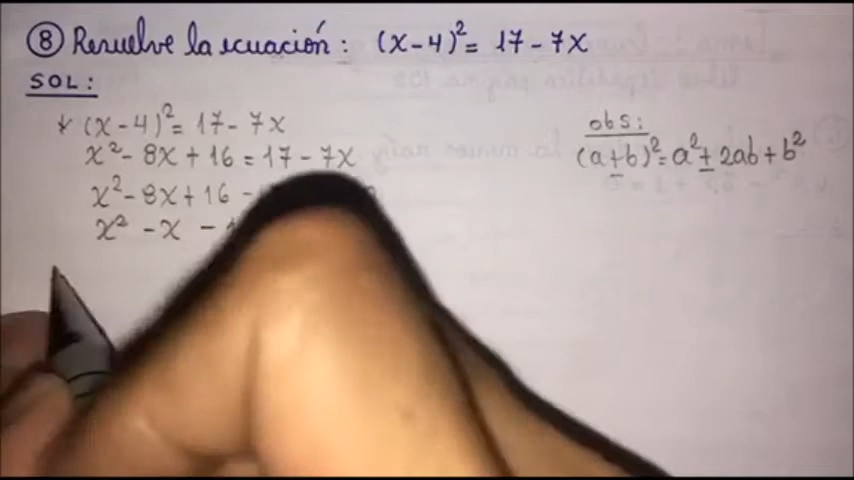 ⑧ Resuelve la ecuación: (x-4)² = 17-7x
SOL:
* (x-4)² = 17-7x
x² - 8x + 16 = 17 - 7x
x² - 8x + 16 -
x² - x -
obs:
(a+b)² = a² + 2ab + b²